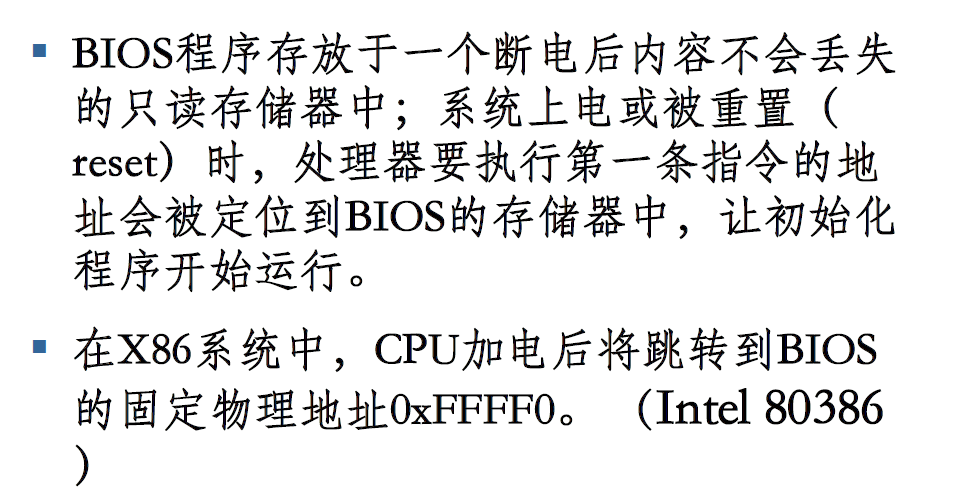 ▪ BIOS程序存放于一个断电后内容不会丢失
的只读存储器中；系统上电或被重置（
reset）时，处理器要执行第一条指令的地
址会被定位到BIOS的存储器中，让初始化
程序开始运行。
▪ 在X86系统中，CPU加电后将跳转到BIOS
的固定物理地址0xFFFF0。 （Intel 80386
）